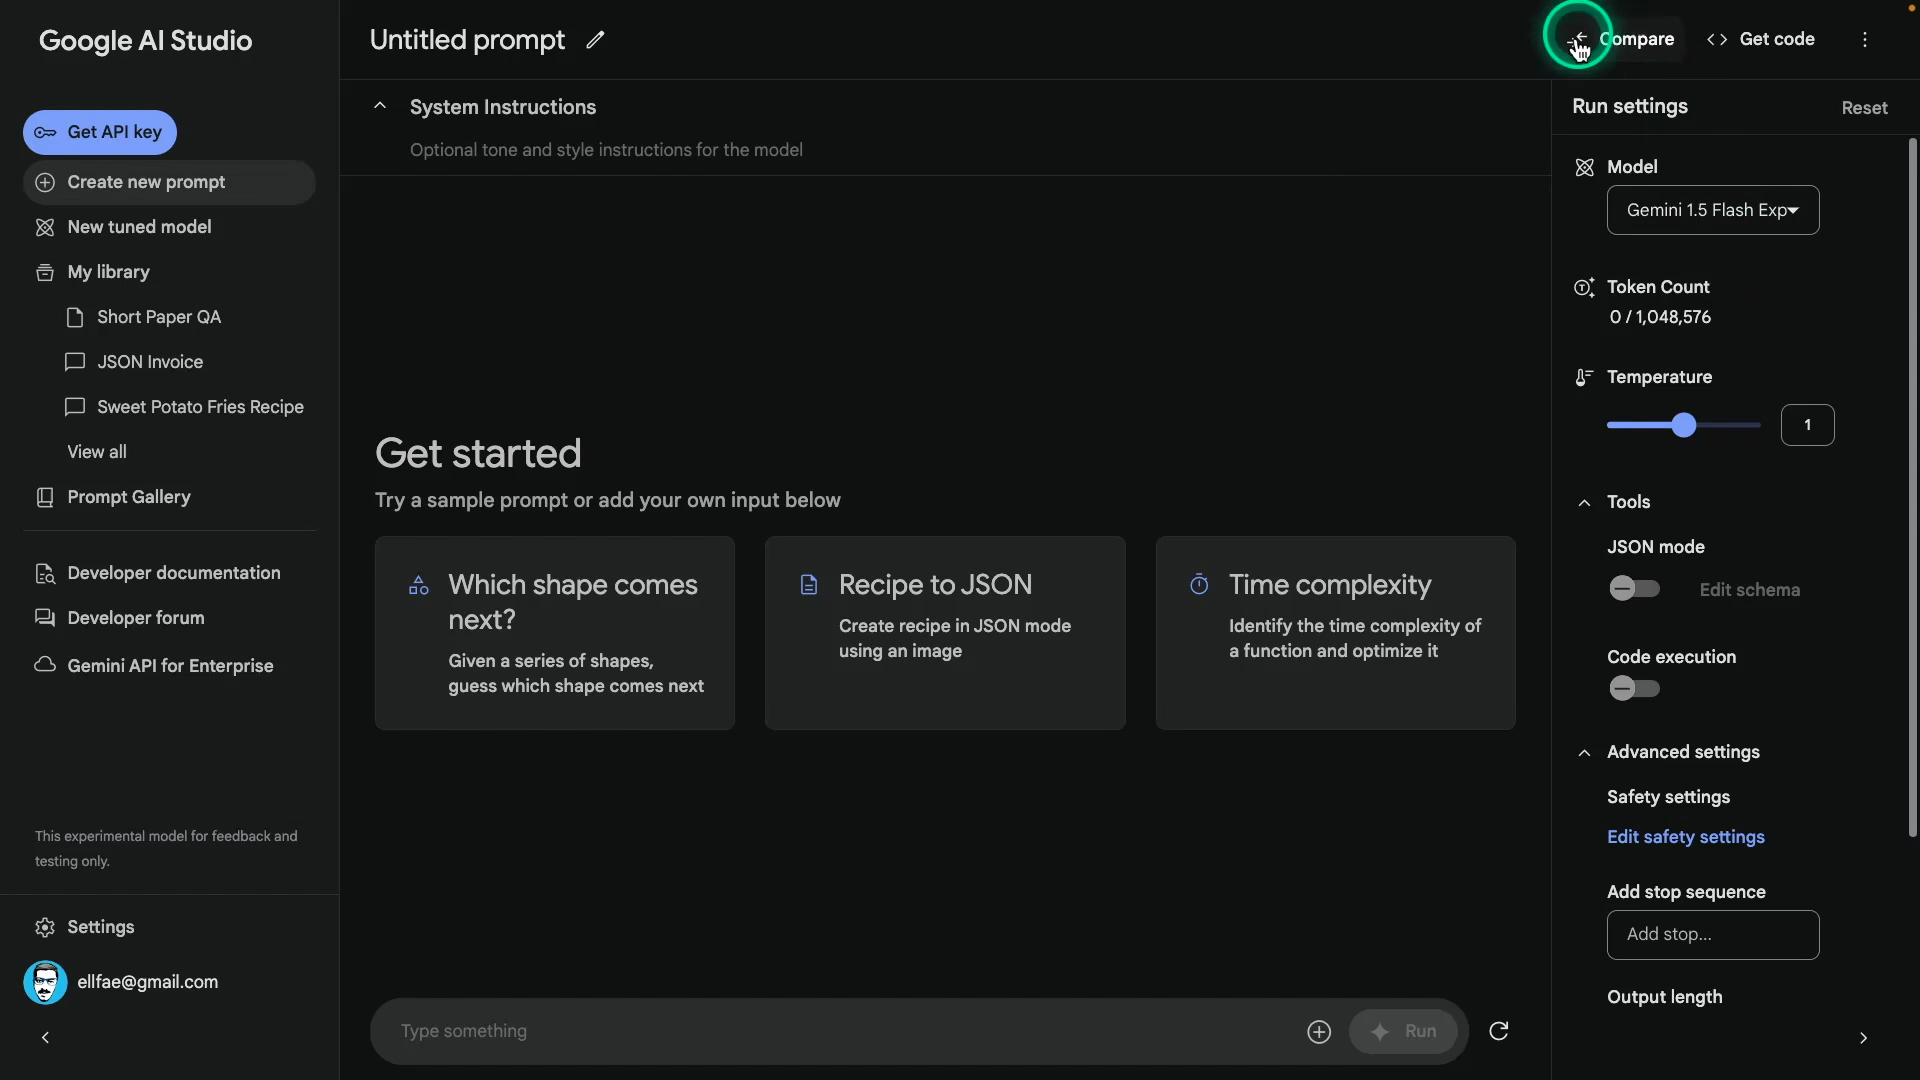 Google AI Studio
Get API key
Create new prompt
New tuned model
My library
Short Paper QA
JSON Invoice
Sweet Potato Fries Recipe
View all
Prompt Gallery
Developer documentation
Developer forum
Gemini API for Enterprise
This experimental model for feedback and
testing only.
Settings
ellfae@gmail.com
Untitled prompt
Compare
Get code
System Instructions
Optional tone and style instructions for the model
Get started
Try a sample prompt or add your own input below
Which shape comes
next?
Given a series of shapes,
guess which shape comes next
Recipe to JSON
Create recipe in JSON mode
using an image
Time complexity
Identify the time complexity of
a function and optimize it
Type something
Run
Run settings
Reset
Model
Gemini 1.5 Flash Exp
Token Count
0 / 1,048,576
Temperature
1
Tools
JSON mode
Edit schema
Code execution
Advanced settings
Safety settings
Edit safety settings
Add stop sequence
Add stop...
Output length